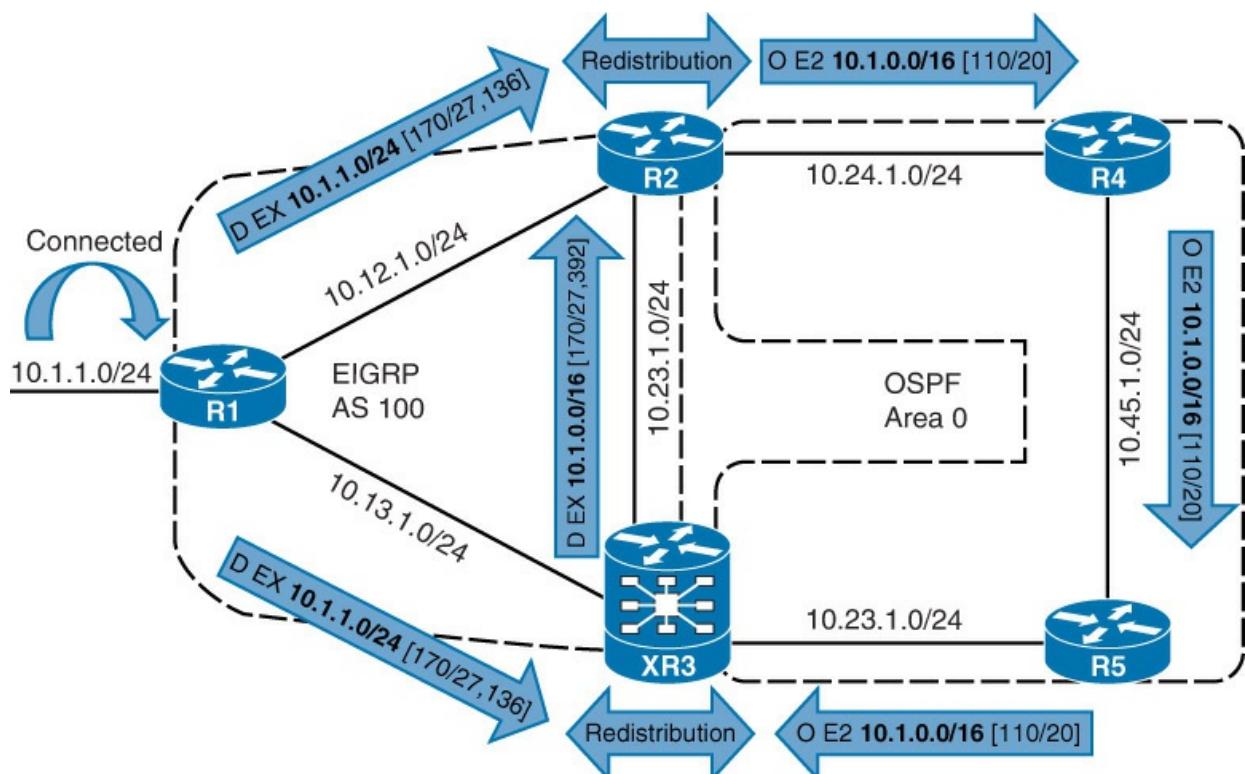 Redistribution
O E2 10.1.0.0/16 [110/20]
D EX 10.1.1.0/24 [170/27,136]
R2
R4
10.24.1.0/24
Connected
10.12.1.0/24
D EX 10.1.0.0/16 [170/27,392]
10.23.1.0/24
O E2 10.1.0.0/16 [110/20]
10.45.1.0/24
10.1.1.0/24
R1
EIGRP
AS 100
OSPF
Area 0
10.13.1.0/24
D EX 10.1.1.0/24 [170/27,136]
XR3
10.23.1.0/24
R5
Redistribution
O E2 10.1.0.0/16 [110/20]